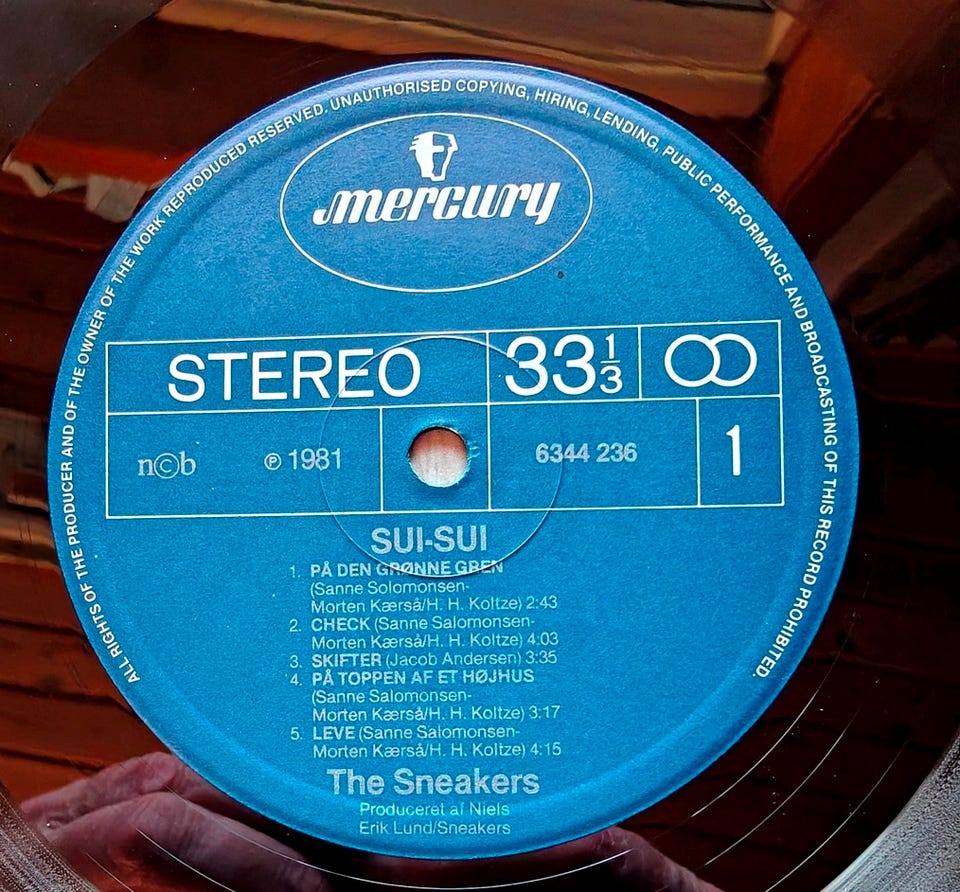 ALL RIGHTS OF THE PRODUCER AND OF THE OWNER OF THE WORK REPRODUCED RESERVED. UNAUTHORISED COPYING, HIRING, LENDING, PUBLIC PERFORMANCE AND BROADCASTING OF THIS RECORD PROHIBITED.
mercury
STEREO 33 1/3
n©b ℗ 1981 6344 236 1
SUI-SUI
1. PÅ DEN GRØNNE GREN
(Sanne Solomonsen-
Morten Kærså/H. H. Koltze) 2:43
2. CHECK (Sanne Salomonsen-
Morten Kærså/H. H. Koltze) 4:03
3. SKIFTER (Jacob Andersen) 3:35
4. PÅ TOPPEN AF ET HØJHUS
(Sanne Salomonsen-
Morten Kærså/H. H. Koltze) 3:17
5. LEVE (Sanne Salomonsen-
Morten Kærså/H. H. Koltze) 4:15
The Sneakers
Produceret af Niels
Erik Lund/Sneakers